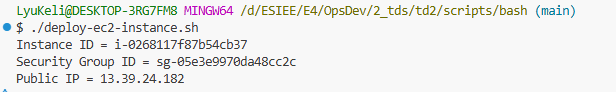 LyuKeli@DESKTOP-3RG7FM8 MINGW64 /d/ESIEE/E4/OpsDev/2_tds/td2/scripts/bash (main)
$ ./deploy-ec2-instance.sh
Instance ID = i-0268117f87b54cb37
Security Group ID = sg-05e3e9970da48cc2c
Public IP = 13.39.24.182